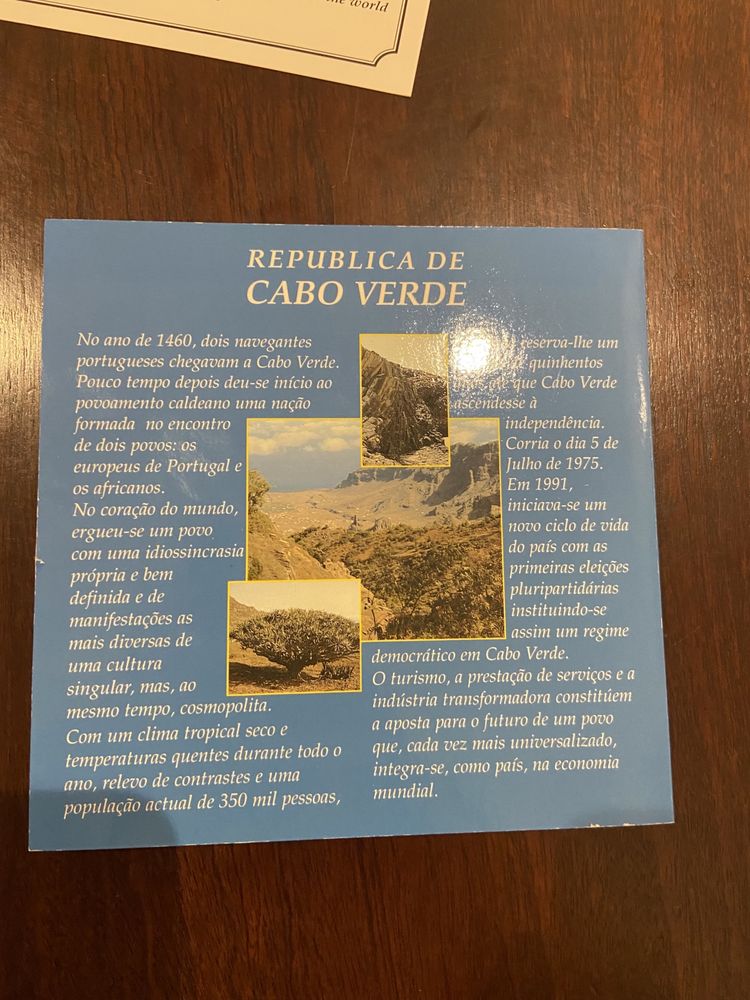 the world
REPUBLICA DE
CABO VERDE
No ano de 1460, dois navegantes
portugueses chegavam a Cabo Verde.
Pouco tempo depois deu-se início ao
povoamento caldeano uma nação
formada no encontro
de dois povos: os
europeus de Portugal e
os africanos.
No coração do mundo,
ergueu-se um povo
com uma idiossincrasia
própria e bem
definida e de
manifestações as
mais diversas de
uma cultura
singular, mas, ao
mesmo tempo, cosmopolita.
Com um clima tropical seco e
temperaturas quentes durante todo o
ano, relevo de contrastes e uma
população actual de 350 mil pessoas,
reserva-lhe um
quinhentos
que Cabo Verde
ascendesse à
independência.
Corria o dia 5 de
Julho de 1975.
Em 1991,
iniciava-se um
novo ciclo de vida
do país com as
primeiras eleições
pluripartidárias
instituindo-se
assim um regime
democrático em Cabo Verde.
O turismo, a prestação de serviços e a
indústria transformadora constitúem
a aposta para o futuro de um povo
que, cada vez mais universalizado,
integra-se, como país, na economia
mundial.